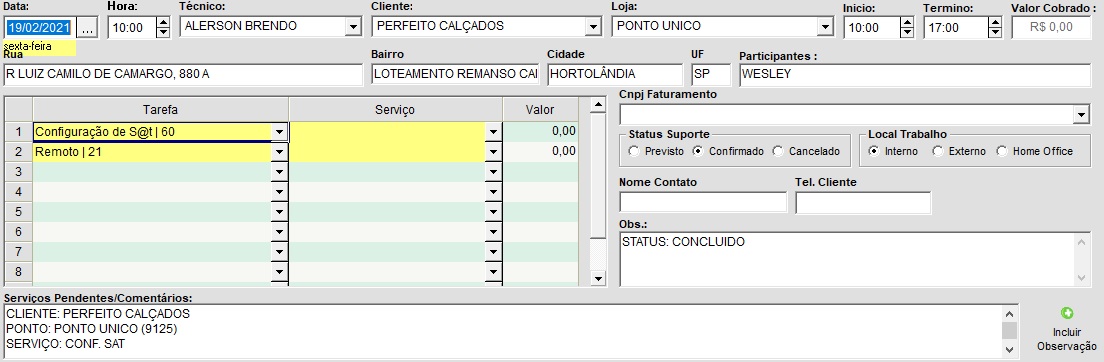 Data: Hora: Técnico: Cliente: Loja: Inicio: Termino: Valor Cobrado :
19/02/2021 ... 10:00 ALERSON BRENDO PERFEITO CALÇADOS PONTO UNICO 10:00 17:00 R$ 0,00
sexta-feira
Rua Bairro Cidade UF Participantes :
R LUIZ CAMILO DE CAMARGO, 880 A LOTEAMENTO REMANSO CAI HORTOLÂNDIA SP WESLEY
Cnpj Faturamento
Tarefa Serviço Valor
1 Configuração de S@t | 60 0,00
2 Remoto | 21 0,00
3
4
5
6
7
8
Status Suporte Local Trabalho
Previsto Confirmado Cancelado Interno Externo Home Office
Nome Contato Tel. Cliente
Obs.:
STATUS: CONCLUIDO
Serviços Pendentes/Comentários:
CLIENTE: PERFEITO CALÇADOS
PONTO: PONTO UNICO (9125)
SERVIÇO: CONF. SAT
Incluir
Observação